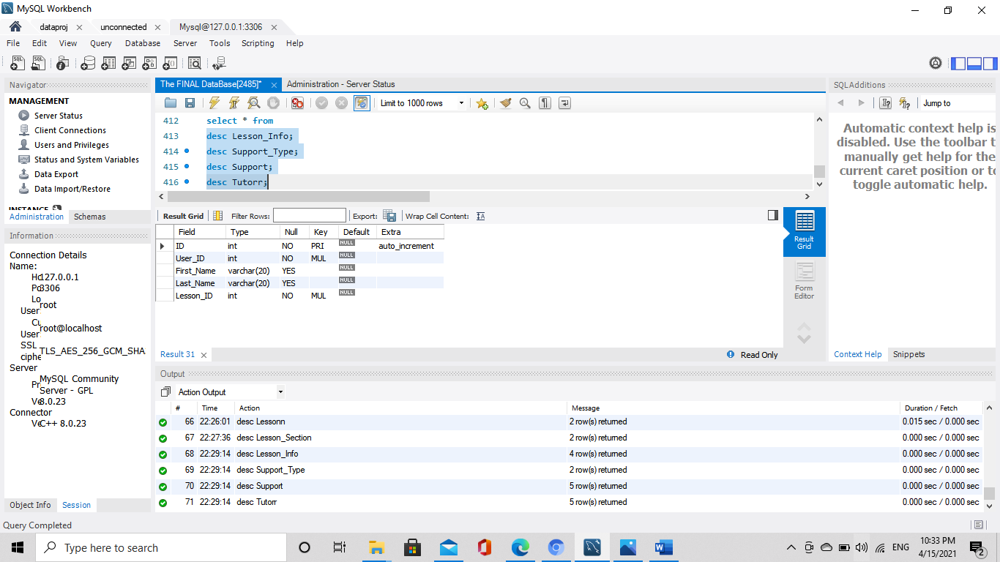 MySQL Workbench
dataproj unconnected Mysql@127.0.0.1:3306
File Edit View Query Database Server Tools Scripting Help
Navigator
MANAGEMENT
Server Status
Client Connections
Users and Privileges
Status and System Variables
Data Export
Data Import/Restore
INSTANCE
Administration Schemas
Information
Connection Details
Name:
Hc127.0.0.1
Pc3306
Lo
root
User
Cu
root@localhost
User
SSL
TLS_AES_256_GCM_SHA
ciphe
Server
MySQL Community
Pr
Server - GPL
Ve8.0.23
Connector
VeC++ 8.0.23
Object Info Session
Query Completed
The FINAL DataBase[2485]* Administration - Server Status
Limit to 1000 rows
412 select * from
413 desc Lesson_Info;
414 desc Support_Type;
415 desc Support;
416 desc Tutorr;
Result Grid Filter Rows: Export: Wrap Cell Content:
Field Type Null Key Default Extra
ID int NO PRI NULL auto_increment
User_ID int NO MUL NULL
First_Name varchar(20) YES NULL
Last_Name varchar(20) YES NULL
Lesson_ID int NO MUL NULL
Result Grid
Form Editor
Result 31
Read Only
Output
Action Output
# Time Action Message Duration / Fetch
66 22:26:01 desc Lessonn 2 row(s) returned 0.015 sec / 0.000 sec
67 22:27:36 desc Lesson_Section 2 row(s) returned 0.000 sec / 0.000 sec
68 22:29:14 desc Lesson_Info 4 row(s) returned 0.000 sec / 0.000 sec
69 22:29:14 desc Support_Type 2 row(s) returned 0.000 sec / 0.000 sec
70 22:29:14 desc Support 5 row(s) returned 0.000 sec / 0.000 sec
71 22:29:14 desc Tutorr 5 row(s) returned 0.000 sec / 0.000 sec
SQLAdditions
Jump to
Automatic context help is
disabled. Use the toolbar t
manually get help for the
current caret position or to
toggle automatic help.
Context Help Snippets
Type here to search
ENG
10:33 PM
4/15/2021
2